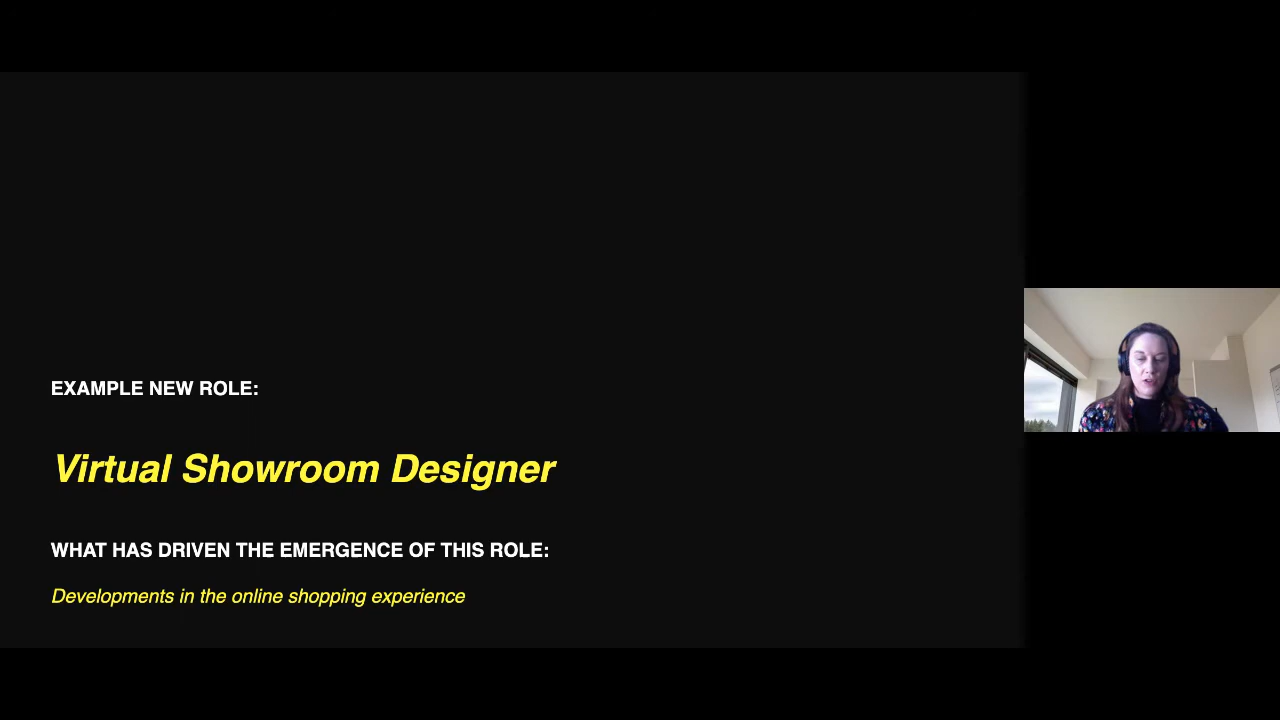 EXAMPLE NEW ROLE:
Virtual Showroom Designer
WHAT HAS DRIVEN THE EMERGENCE OF THIS ROLE:
Developments in the online shopping experience